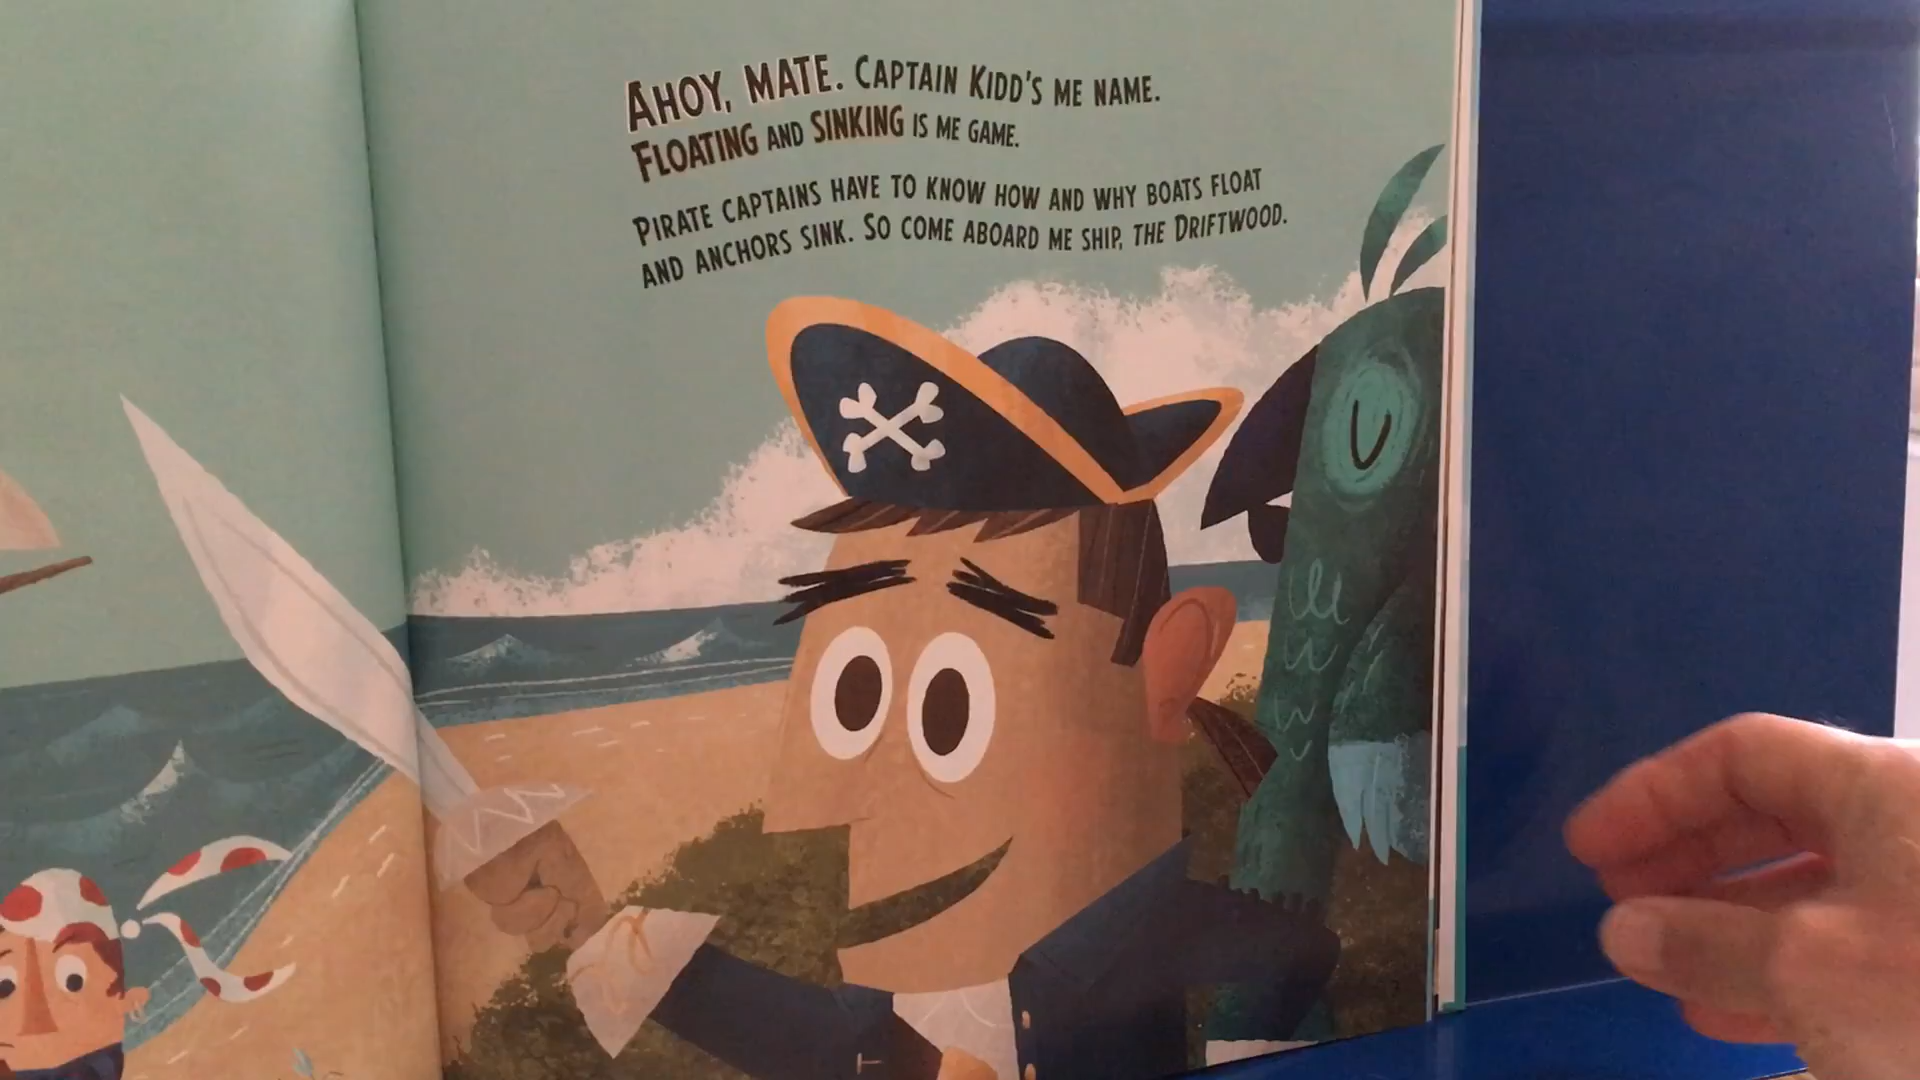 AHOY, MATE. CAPTAIN KIDD'S ME NAME.
FLOATING AND SINKING IS ME GAME.
PIRATE CAPTAINS HAVE TO KNOW HOW AND WHY BOATS FLOAT
AND ANCHORS SINK. SO COME ABOARD ME SHIP, THE DRIFTWOOD.